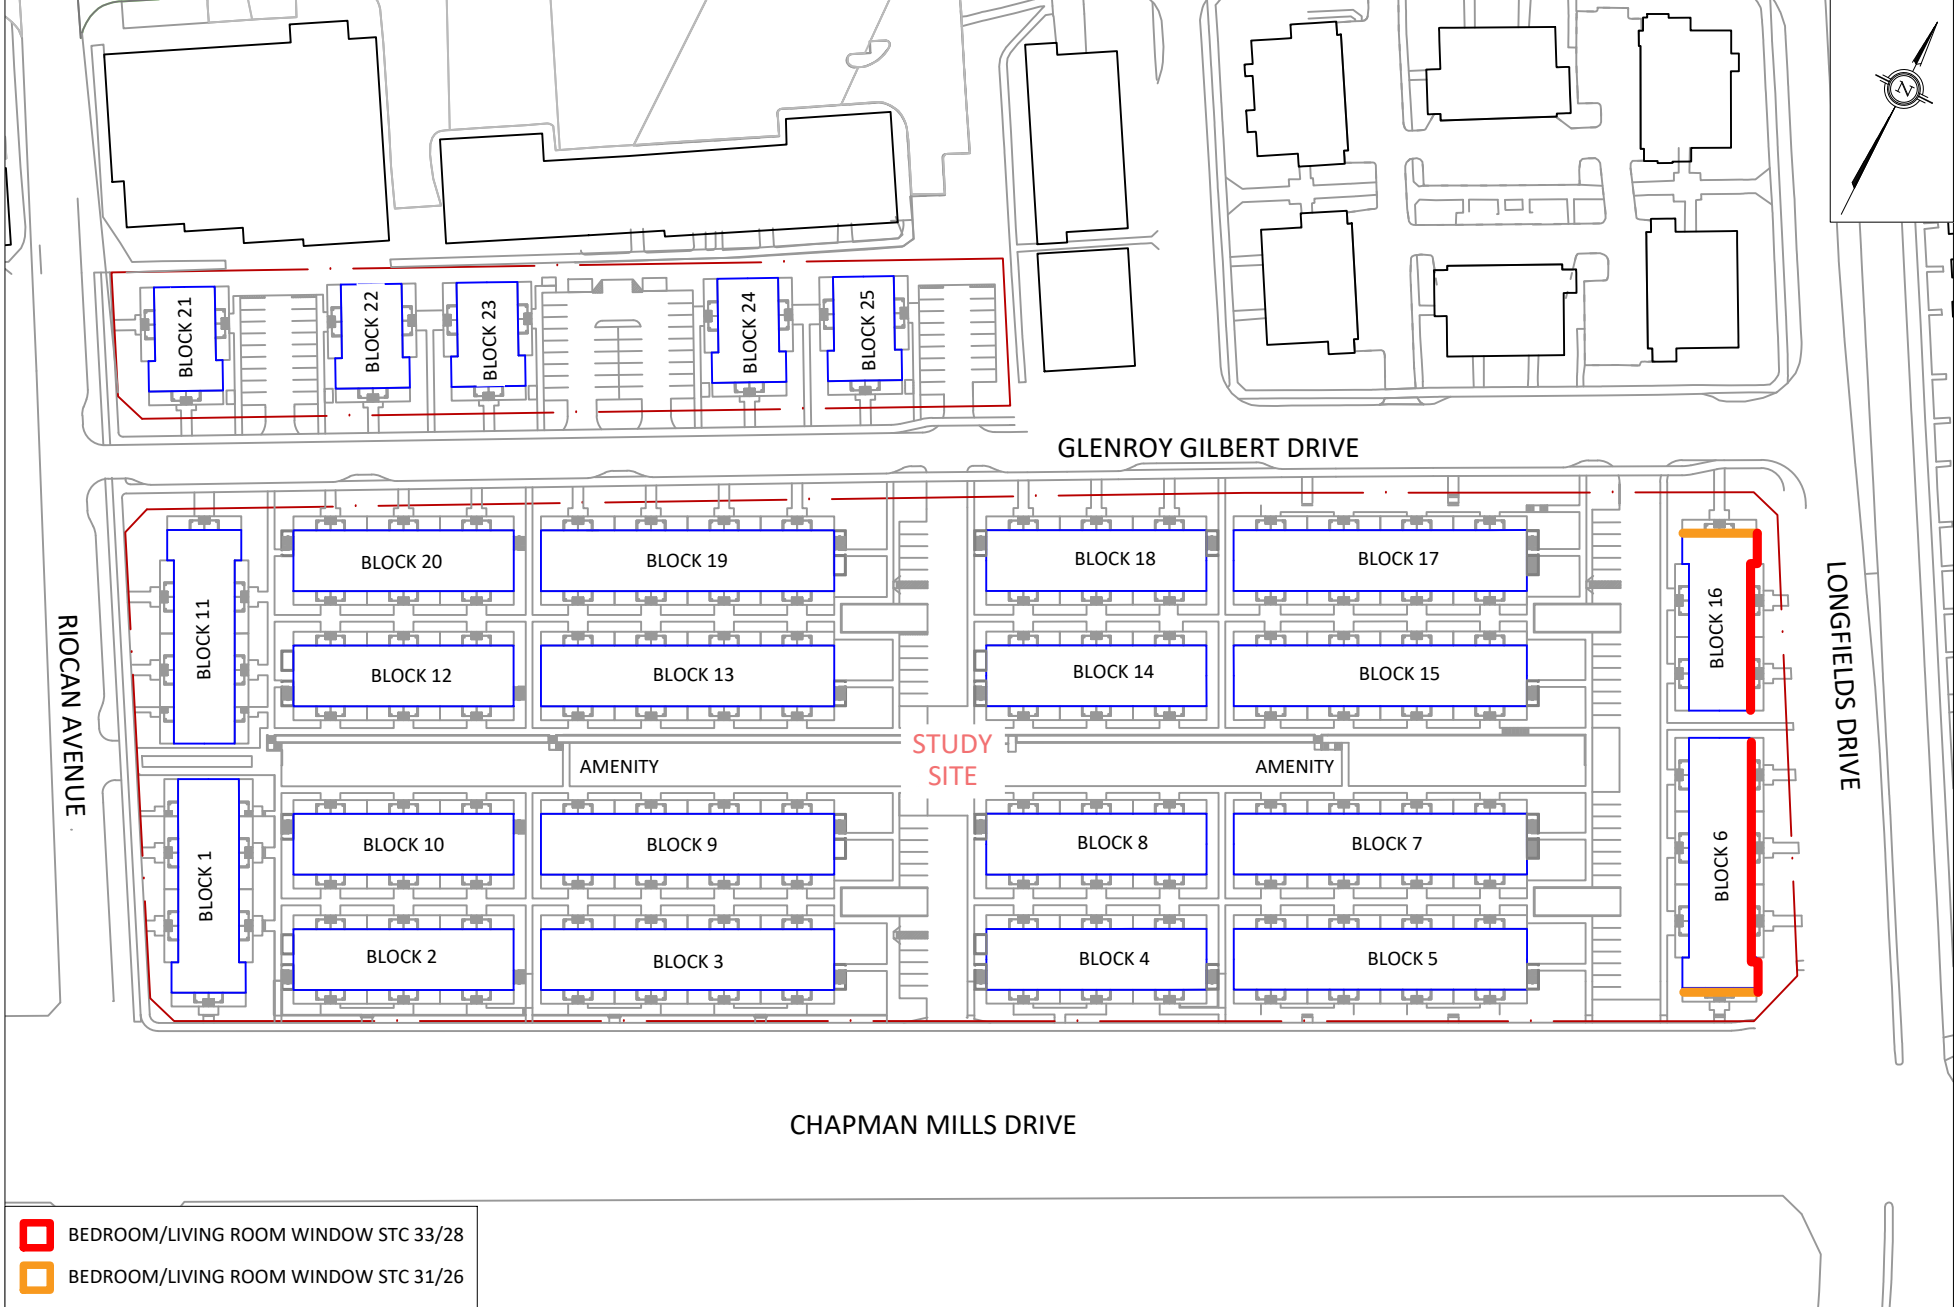 N
BLOCK 21
BLOCK 22
BLOCK 23
BLOCK 24
BLOCK 25
GLENROY GILBERT DRIVE
BLOCK 11
BLOCK 20
BLOCK 19
BLOCK 18
BLOCK 17
BLOCK 16
LONGFIELDS DRIVE
RIOCAN AVENUE
BLOCK 12
BLOCK 13
BLOCK 14
BLOCK 15
STUDY
SITE
AMENITY
AMENITY
BLOCK 1
BLOCK 10
BLOCK 9
BLOCK 8
BLOCK 7
BLOCK 6
BLOCK 2
BLOCK 3
BLOCK 4
BLOCK 5
CHAPMAN MILLS DRIVE
BEDROOM/LIVING ROOM WINDOW STC 33/28
BEDROOM/LIVING ROOM WINDOW STC 31/26